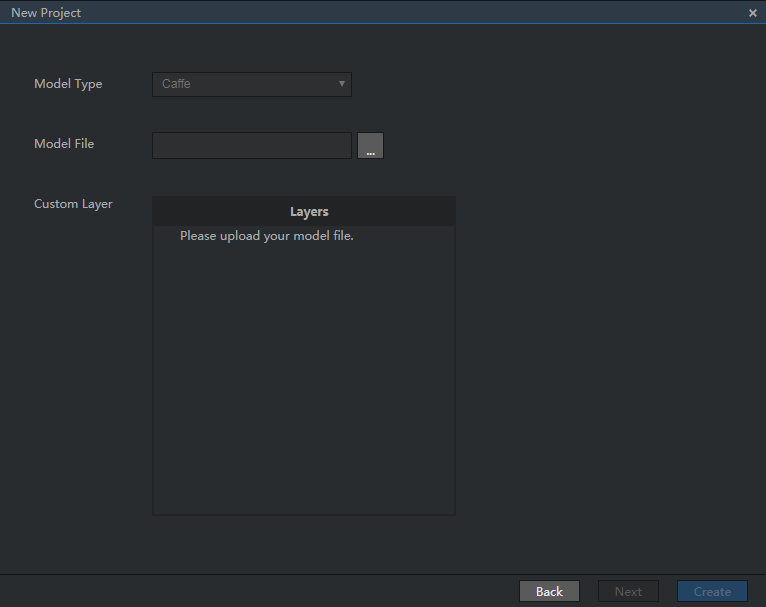 New Project
Model Type Caffe
Model File ...
Custom Layer
Layers
Please upload your model file.
Back Next Create